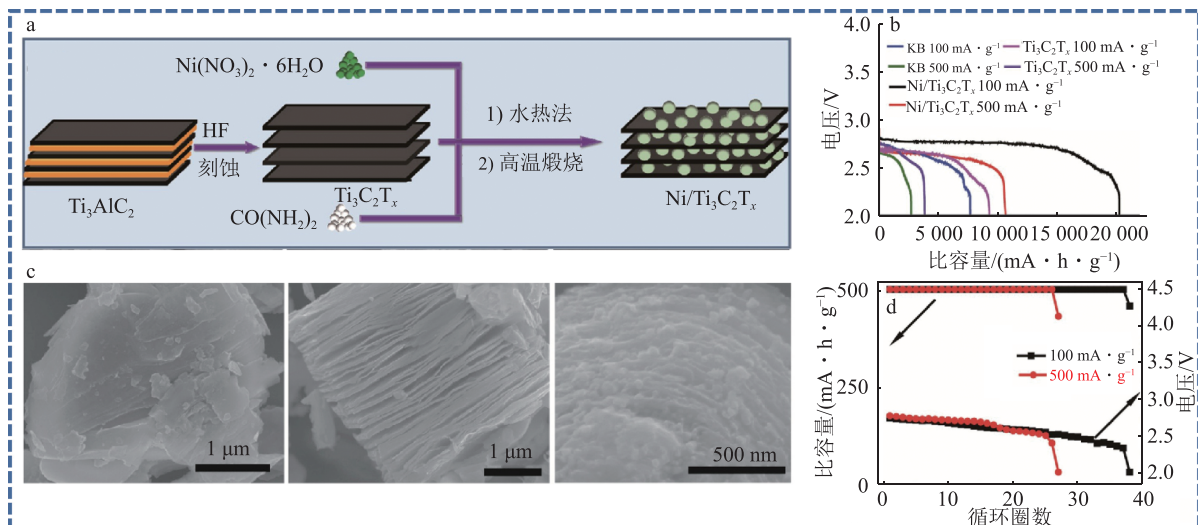 a
Ni(NO₃)₂·6H₂O
HF
刻蚀
1) 水热法
2) 高温煅烧
Ti₃AlC₂
Ti₃C₂Tₓ
CO(NH₂)₂
Ni/Ti₃C₂Tₓ
b
4.0
3.5
3.0
2.5
2.0
电压/V
KB 100 mA·g⁻¹
Ti₃C₂Tₓ 100 mA·g⁻¹
KB 500 mA·g⁻¹
Ti₃C₂Tₓ 500 mA·g⁻¹
Ni/Ti₃C₂Tₓ 100 mA·g⁻¹
Ni/Ti₃C₂Tₓ 500 mA·g⁻¹
0 5 000 10 000 15 000 20 000
比容量/(mA·h·g⁻¹)
c
1 μm
1 μm
500 nm
d
500
250
0
比容量/(mA·h·g⁻¹)
100 mA·g⁻¹
500 mA·g⁻¹
4.5
4.0
3.5
3.0
2.5
2.0
电压/V
0 10 20 30 40
循环圈数